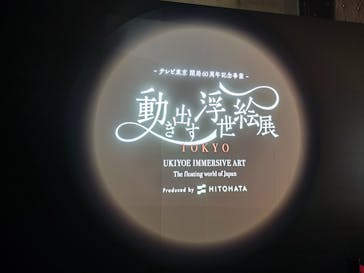 - テレビ東京 開局60周年記念事業 -
動き出す浮世絵展
TOKYO
UKIYOE IMMERSIVE ART
The floating world of Japan
Produced by HITOHATA